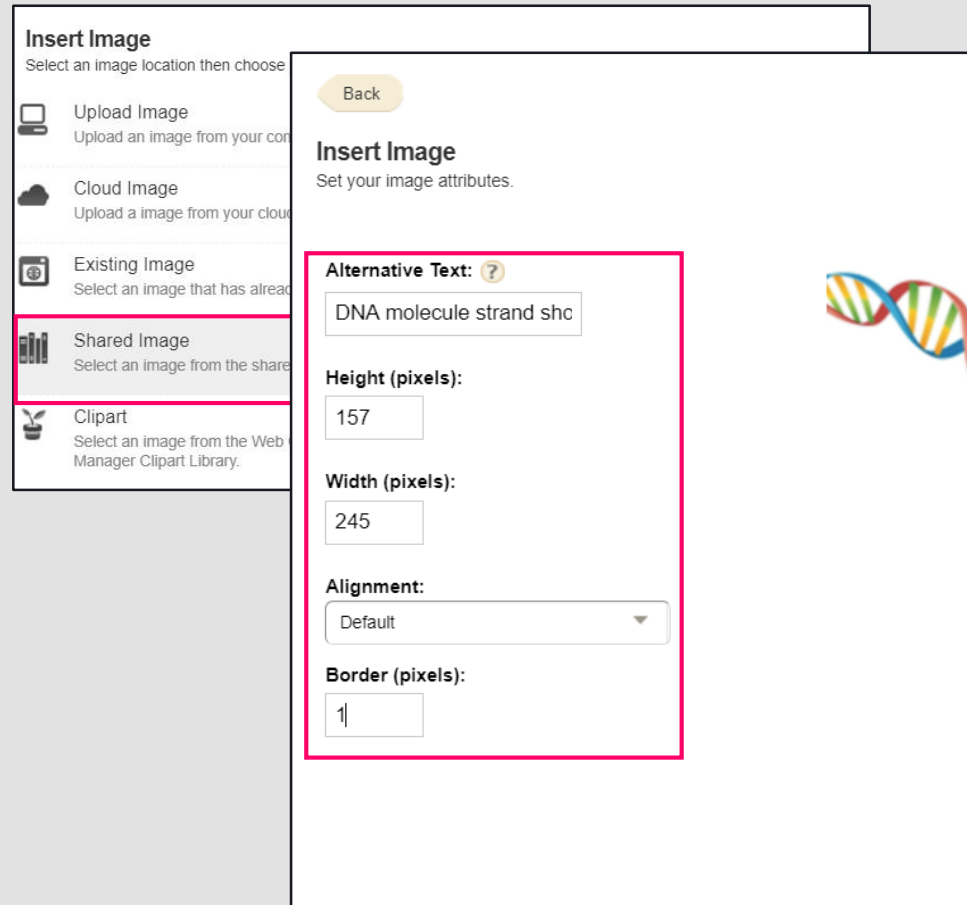 Insert Image
Select an image location then choose
Upload Image
Upload an image from your con
Cloud Image
Upload a image from your cloud
Existing Image
Select an image that has alread
Shared Image
Select an image from the share
Clipart
Select an image from the Web
Manager Clipart Library.
Back
Insert Image
Set your image attributes.
Alternative Text: ?
DNA molecule strand sho
Height (pixels):
157
Width (pixels):
245
Alignment:
Default
Border (pixels):
1